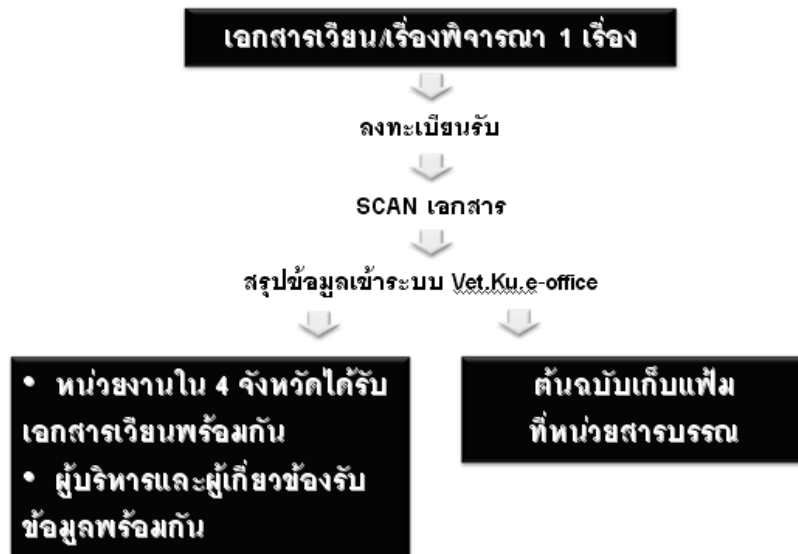 เอกสารเวียน/เรื่องพิจารณา 1 เรื่อง
ลงทะเบียนรับ
SCAN เอกสาร
สรุปข้อมูลเข้าระบบ Vet.Ku.e-office
• หน่วยงานใน 4 จังหวัดได้รับ
เอกสารเวียนพร้อมกัน
• ผู้บริหารและผู้เกี่ยวข้องรับ
ข้อมูลพร้อมกัน
ต้นฉบับเก็บแฟ้ม
ที่หน่วยสารบรรณ